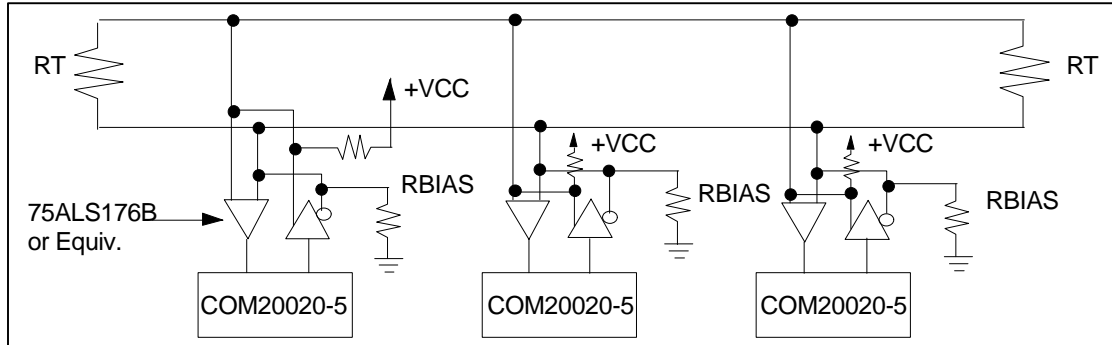 RT
RT
+VCC
+VCC
+VCC
RBIAS
RBIAS
RBIAS
75ALS176B
or Equiv.
COM20020-5
COM20020-5
COM20020-5